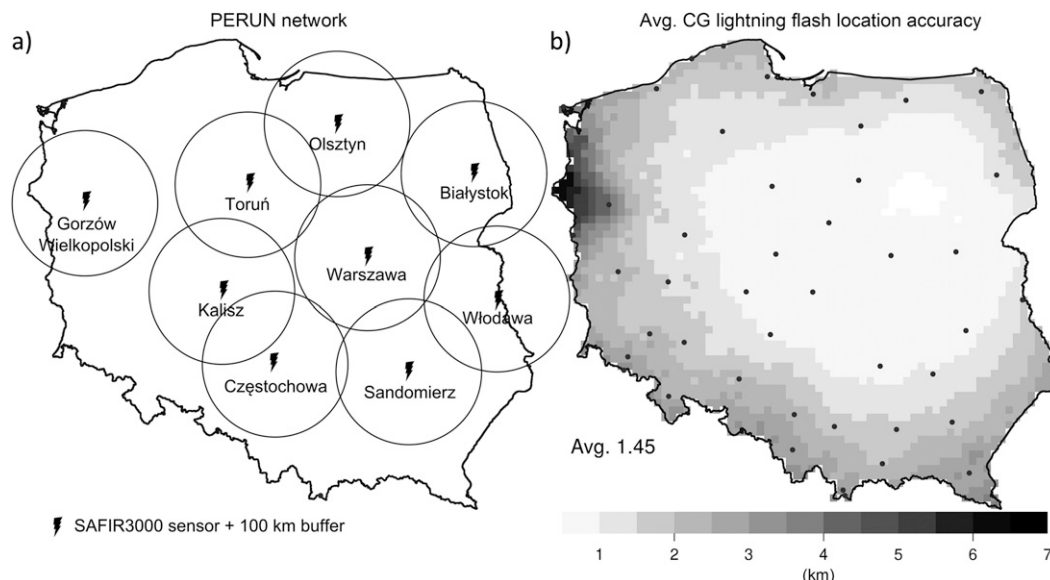 PERUN network
a)
Olsztyn
Białystok
Toruń
Gorzów
Wielkopolski
Warszawa
Kalisz
Włodawa
Częstochowa
Sandomierz
SAFIR3000 sensor + 100 km buffer
Avg. CG lightning flash location accuracy
b)
Avg. 1.45
1 2 3 4 5 6 7
(km)